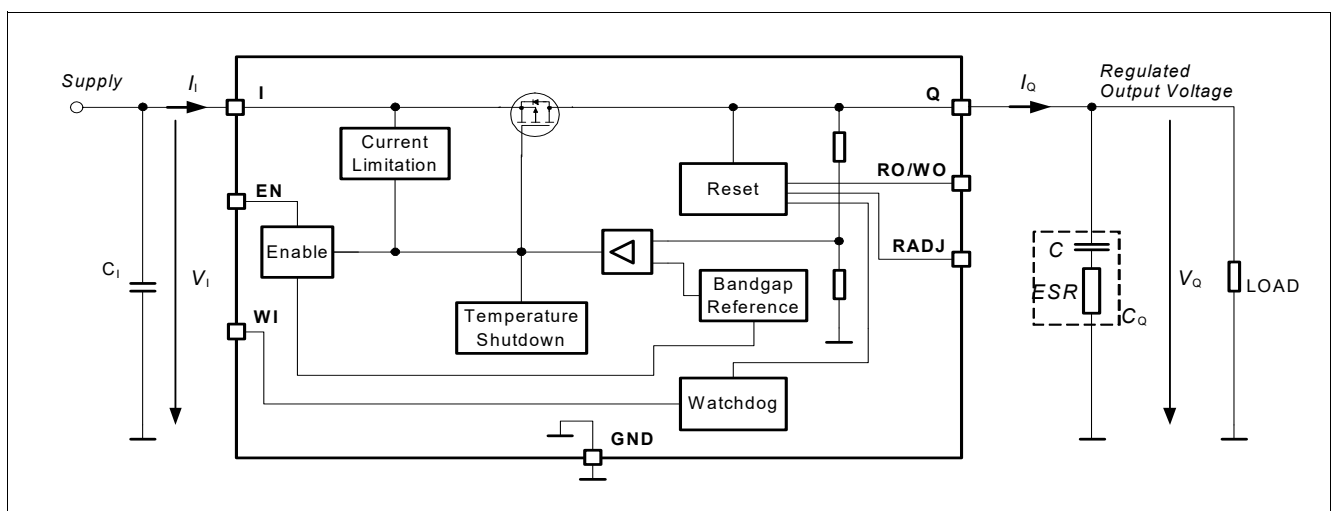 Supply
I_I
I
Q
I_Q
Regulated
Output Voltage
Current
Limitation
RO/WO
Reset
EN
Enable
RADJ
C_I
V_I
Bandgap
Reference
C
ESR
C_Q
V_Q
LOAD
WI
Temperature
Shutdown
Watchdog
GND